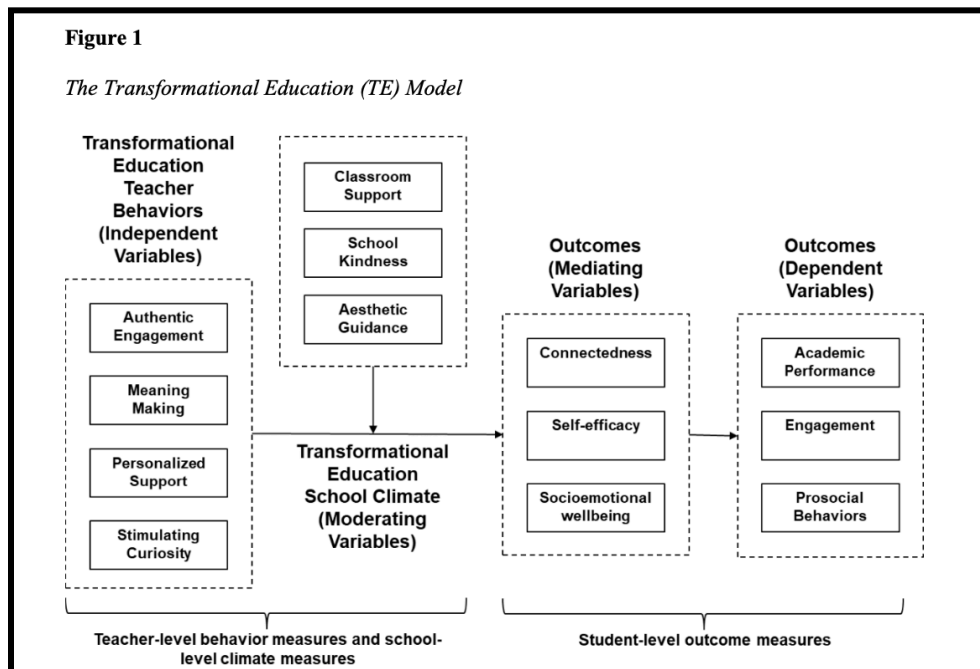 Figure 1
The Transformational Education (TE) Model
Transformational
Education
Teacher
Behaviors
(Independent
Variables)
Authentic
Engagement
Meaning
Making
Personalized
Support
Stimulating
Curiosity
Classroom
Support
School
Kindness
Aesthetic
Guidance
Transformational
Education
School Climate
(Moderating
Variables)
Outcomes
(Mediating
Variables)
Connectedness
Self-efficacy
Socioemotional
wellbeing
Outcomes
(Dependent
Variables)
Academic
Performance
Engagement
Prosocial
Behaviors
Teacher-level behavior measures and school-
level climate measures
Student-level outcome measures